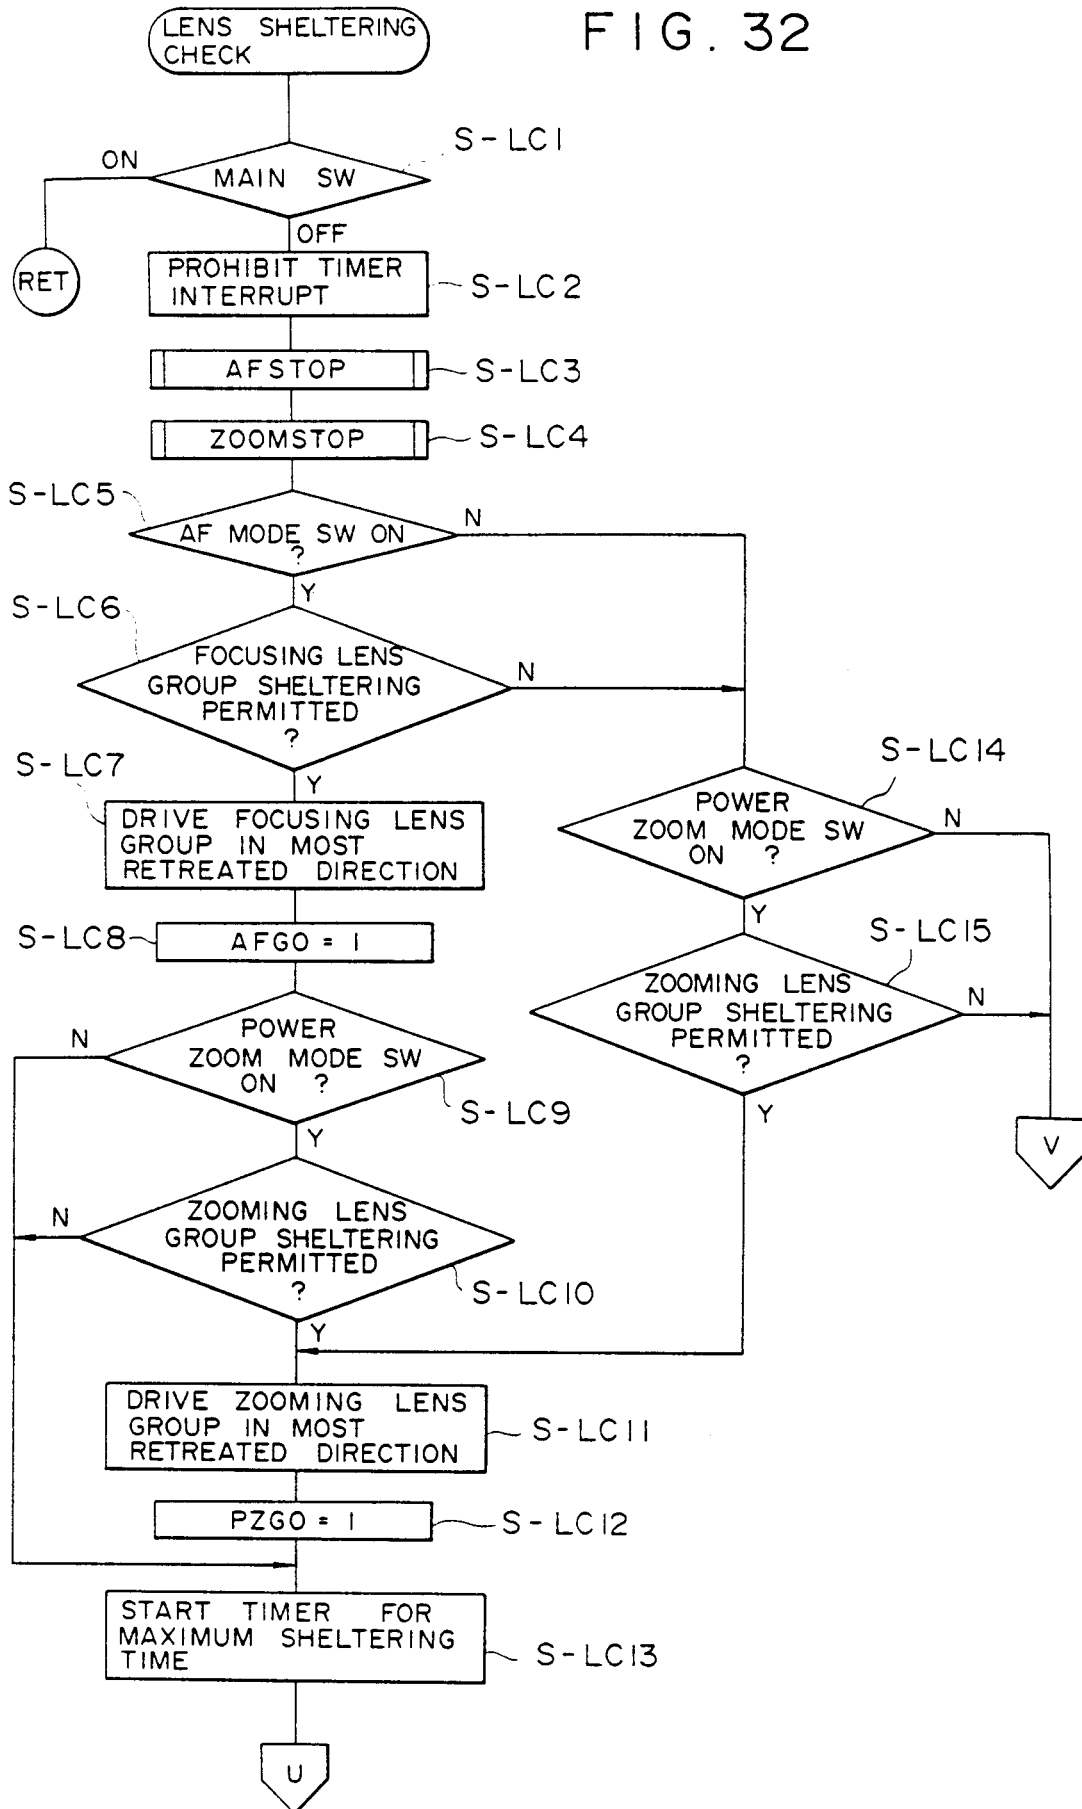 FIG. 32
LENS SHELTERING
CHECK
S-LC1
ON
MAIN SW
OFF
RET
PROHIBIT TIMER
INTERRUPT
S-LC2
AFSTOP
S-LC3
ZOOMSTOP
S-LC4
S-LC5
AF MODE SW ON
?
N
Y
S-LC6
FOCUSING LENS
GROUP SHELTERING
PERMITTED
?
N
Y
S-LC7
DRIVE FOCUSING LENS
GROUP IN MOST
RETREATED DIRECTION
S-LC8
AFGO = 1
N
POWER
ZOOM MODE SW
ON ?
S-LC9
Y
N
ZOOMING LENS
GROUP SHELTERING
PERMITTED
?
S-LC10
Y
S-LC14
POWER
ZOOM MODE SW
ON ?
N
Y
S-LC15
ZOOMING LENS
GROUP SHELTERING
PERMITTED
?
N
Y
V
DRIVE ZOOMING LENS
GROUP IN MOST
RETREATED DIRECTION
S-LC11
PZGO = 1
S-LC12
START TIMER FOR
MAXIMUM SHELTERING
TIME
S-LC13
U